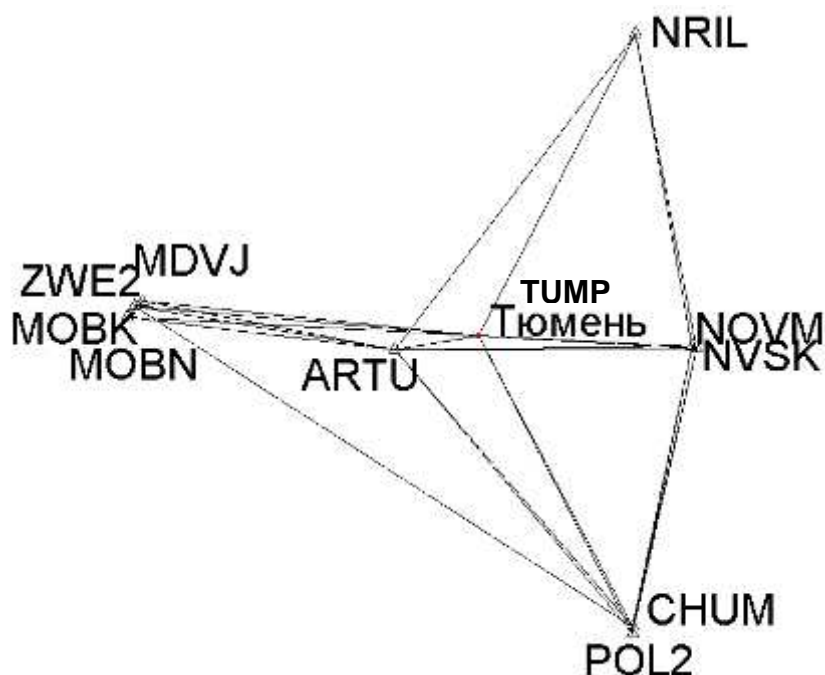 NRIL
MDVJ
ZWE2
TUMP
Тюмень
MOBK
NOVM
MOBN
ARTU
NVSK
CHUM
POL2